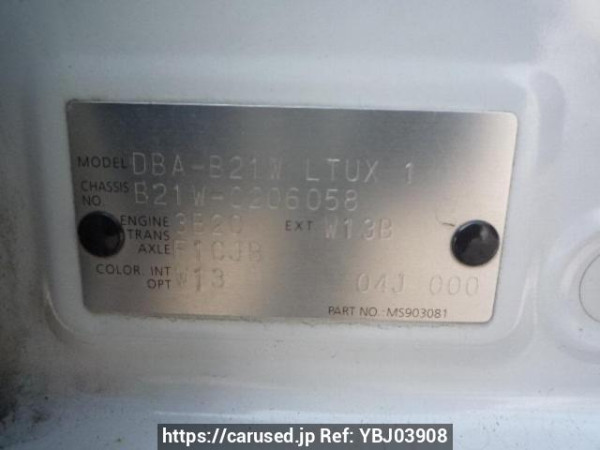 MODEL DBA-B21W LTUX 1
CHASSIS NO. B21W-0206058
ENGINE 3B20 EXT W13B
TRANS AXLE F1CJB
COLOR. INT W13
OPT 04J 000
PART NO.:MS903081
https://carused.jp Ref: YBJ03908